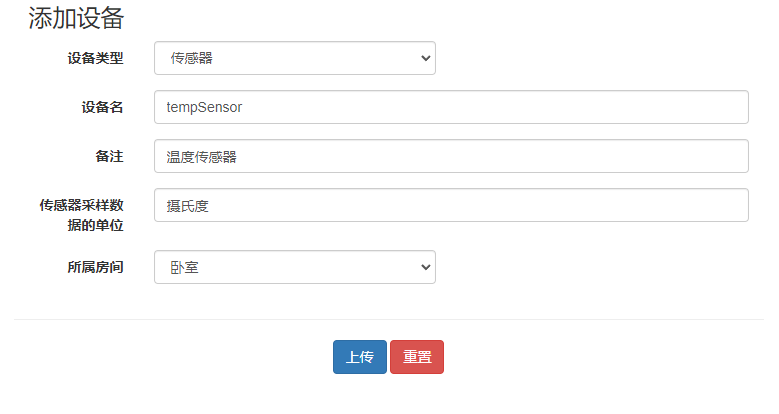 添加设备
设备类型 传感器
设备名 tempSensor
备注 温度传感器
传感器采样数
据的单位 摄氏度
所属房间 卧室
上传 重置